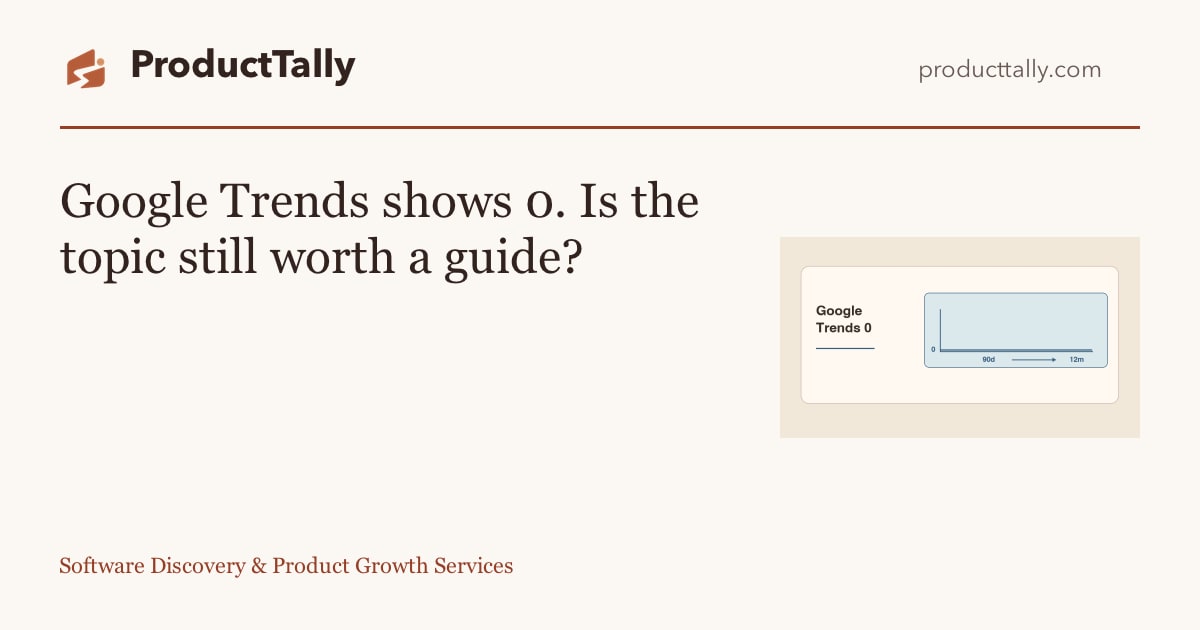 ProductTally
producttally.com
Google Trends shows 0. Is the
topic still worth a guide?
Google
Trends 0
0
90d
12m
Software Discovery & Product Growth Services